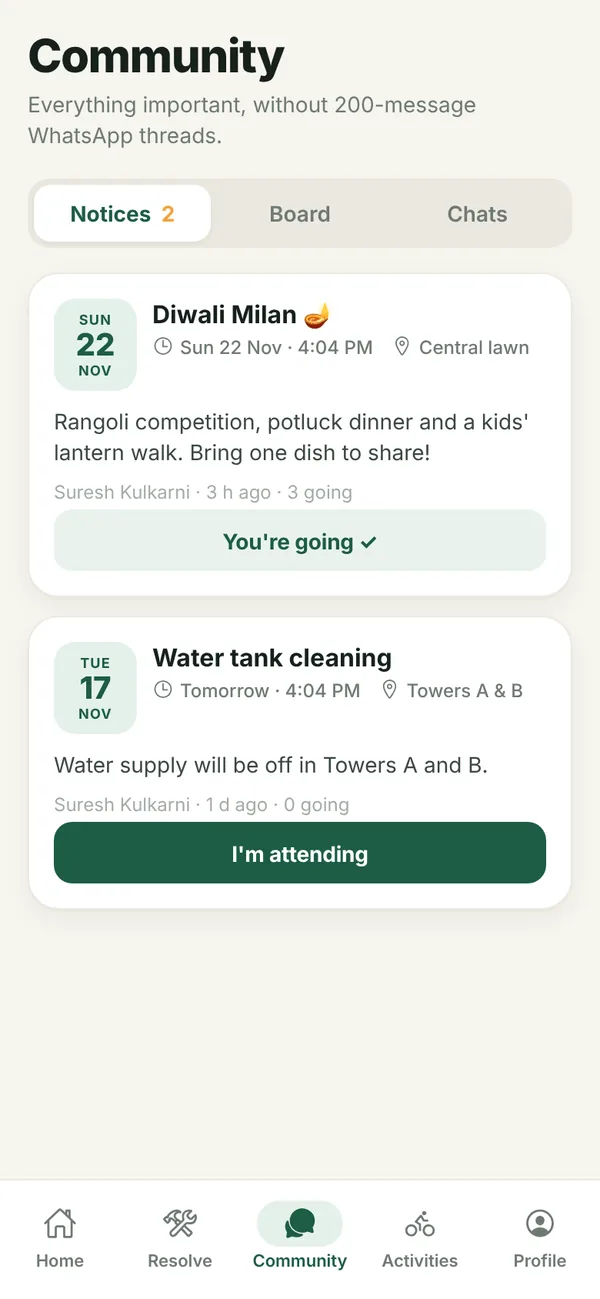 Community
Everything important, without 200-message
WhatsApp threads.
Notices 2
Board
Chats
SUN
22
NOV
Diwali Milan 🪔
Sun 22 Nov · 4:04 PM
Central lawn
Rangoli competition, potluck dinner and a kids'
lantern walk. Bring one dish to share!
Suresh Kulkarni · 3 h ago · 3 going
You're going ✓
TUE
17
NOV
Water tank cleaning
Tomorrow · 4:04 PM
Towers A & B
Water supply will be off in Towers A and B.
Suresh Kulkarni · 1 d ago · 0 going
I'm attending
Home
Resolve
Community
Activities
Profile